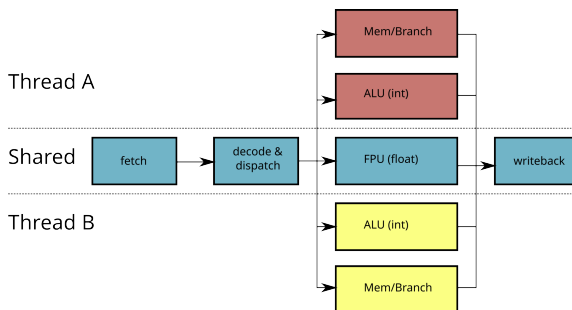 Mem/Branch
Thread A
ALU (int)
Shared
fetch
decode &
dispatch
FPU (float)
writeback
Thread B
ALU (int)
Mem/Branch